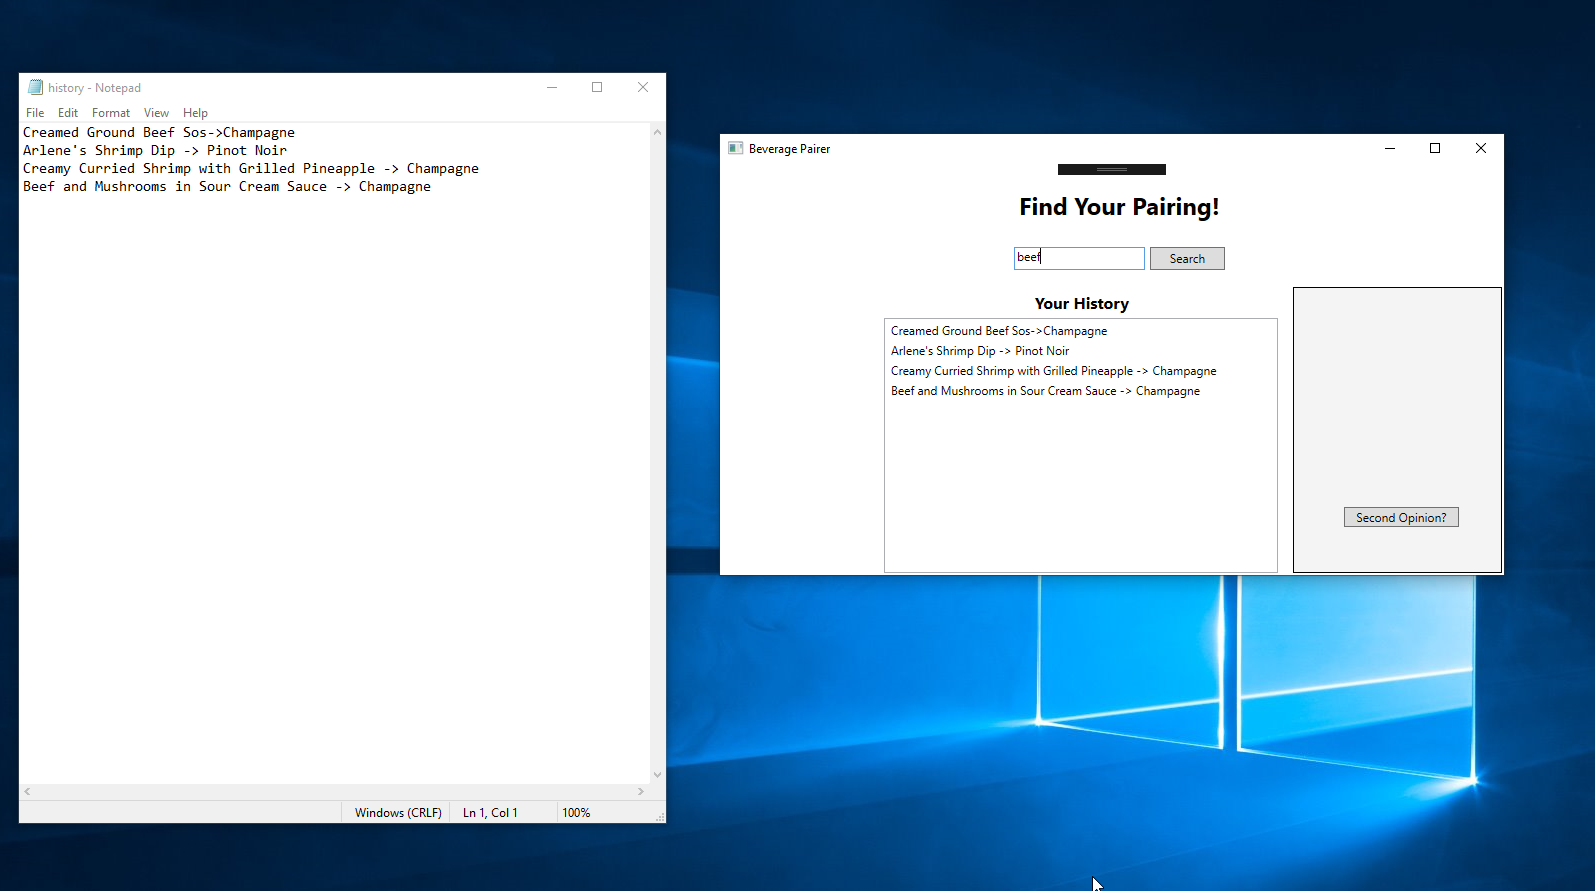 history - Notepad
File Edit Format View Help
Creamed Ground Beef Sos->Champagne
Arlene's Shrimp Dip -> Pinot Noir
Creamy Curried Shrimp with Grilled Pineapple -> Champagne
Beef and Mushrooms in Sour Cream Sauce -> Champagne
Windows (CRLF) Ln 1, Col 1 100%
Beverage Pairer
Find Your Pairing!
beef Search
Your History
Creamed Ground Beef Sos->Champagne
Arlene's Shrimp Dip -> Pinot Noir
Creamy Curried Shrimp with Grilled Pineapple -> Champagne
Beef and Mushrooms in Sour Cream Sauce -> Champagne
Second Opinion?